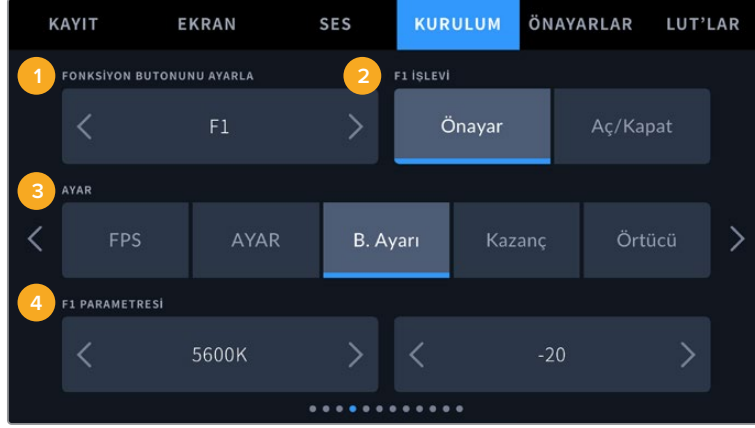 KAYIT EKRAN SES KURULUM ÖNAYARLAR LUT’LAR
1 FONKSİYON BUTONUNU AYARLA 2 F1 İŞLEVİ
F1 Önayar Aç/Kapat
3 AYAR
FPS AYAR B. Ayarı Kazanç Örtücü
4 F1 PARAMETRESİ
5600K -20